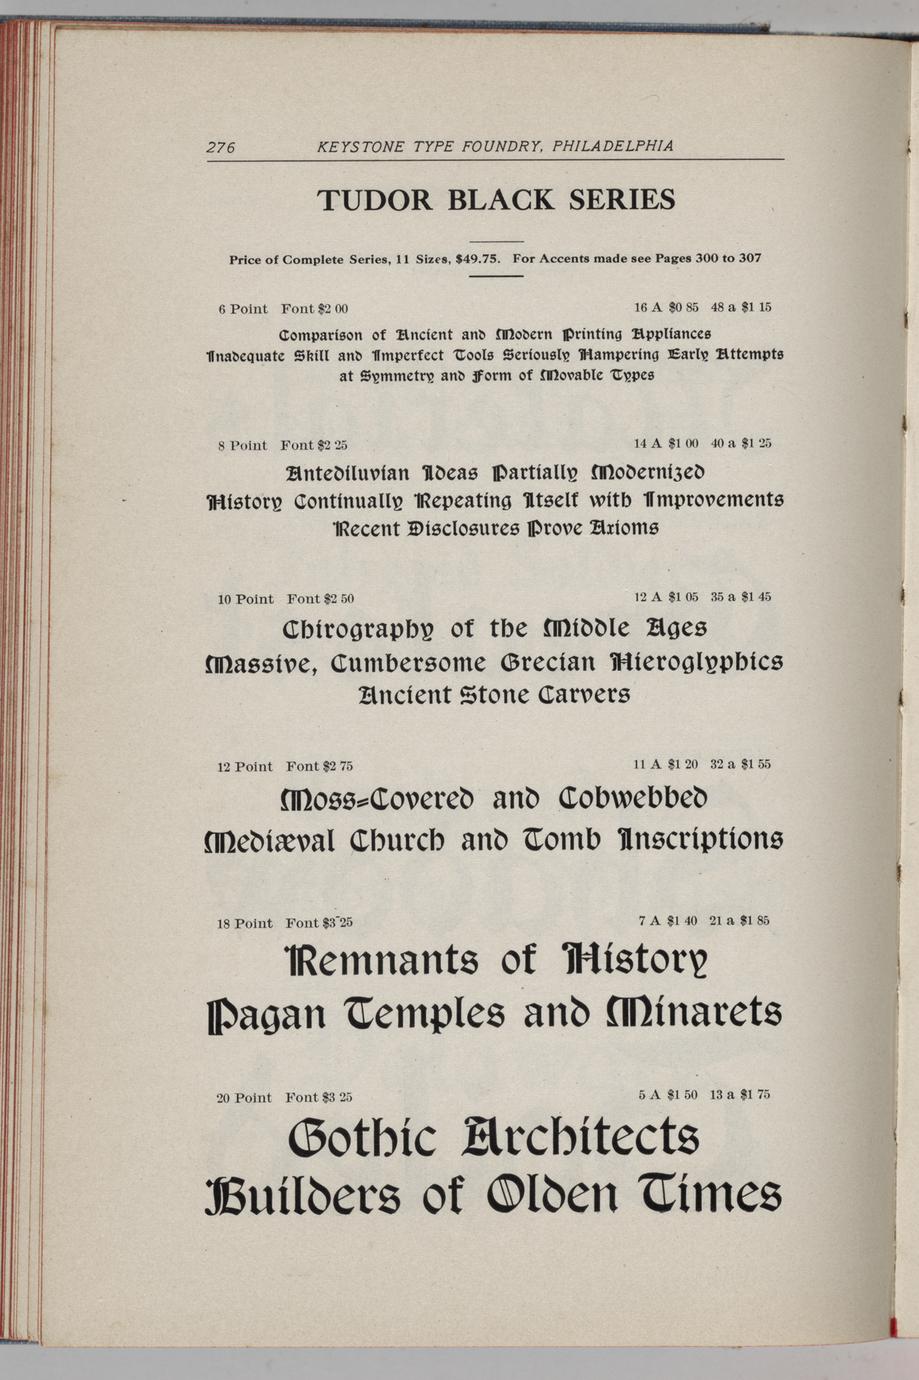 276 KEYSTONE TYPE FOUNDRY, PHILADELPHIA
TUDOR BLACK SERIES
Price of Complete Series, 11 Sizes, $49.75. For Accents made see Pages 300 to 307
6 Point Font $2 00 16 A $0 85 48 a $1 15
Comparison of Ancient and Modern Printing Appliances
Inadequate Skill and Imperfect Tools Seriously Hampering Early Attempts
at Symmetry and Form of Movable Types
8 Point Font $2 25 14 A $1 00 40 a $1 25
Antediluvian Ideas Partially Modernized
History Continually Repeating Itself with Improvements
Recent Disclosures Prove Axioms
10 Point Font $2 50 12 A $1 05 35 a $1 45
Chirography of the Middle Ages
Massive, Cumbersome Grecian Hieroglyphics
Ancient Stone Carvers
12 Point Font $2 75 11 A $1 20 32 a $1 55
Moss-Covered and Cobwebbed
Mediæval Church and Tomb Inscriptions
18 Point Font $3 25 7 A $1 40 21 a $1 85
Remnants of History
Pagan Temples and Minarets
20 Point Font $3 25 5 A $1 50 13 a $1 75
Gothic Architects
Builders of Olden Times